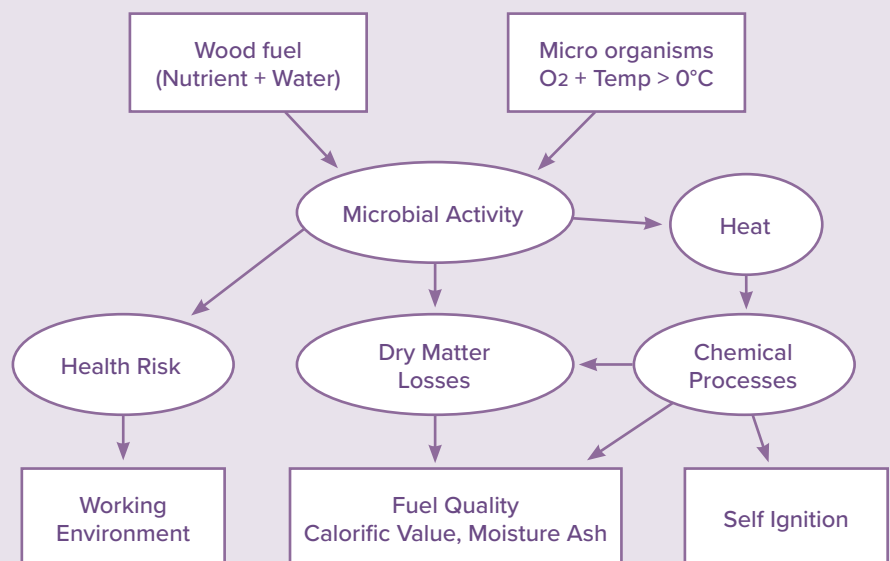 Wood fuel
(Nutrient + Water)
Micro organisms
O2 + Temp > 0°C
Microbial Activity
Heat
Health Risk
Dry Matter
Losses
Chemical
Processes
Working
Environment
Fuel Quality
Calorific Value, Moisture Ash
Self Ignition